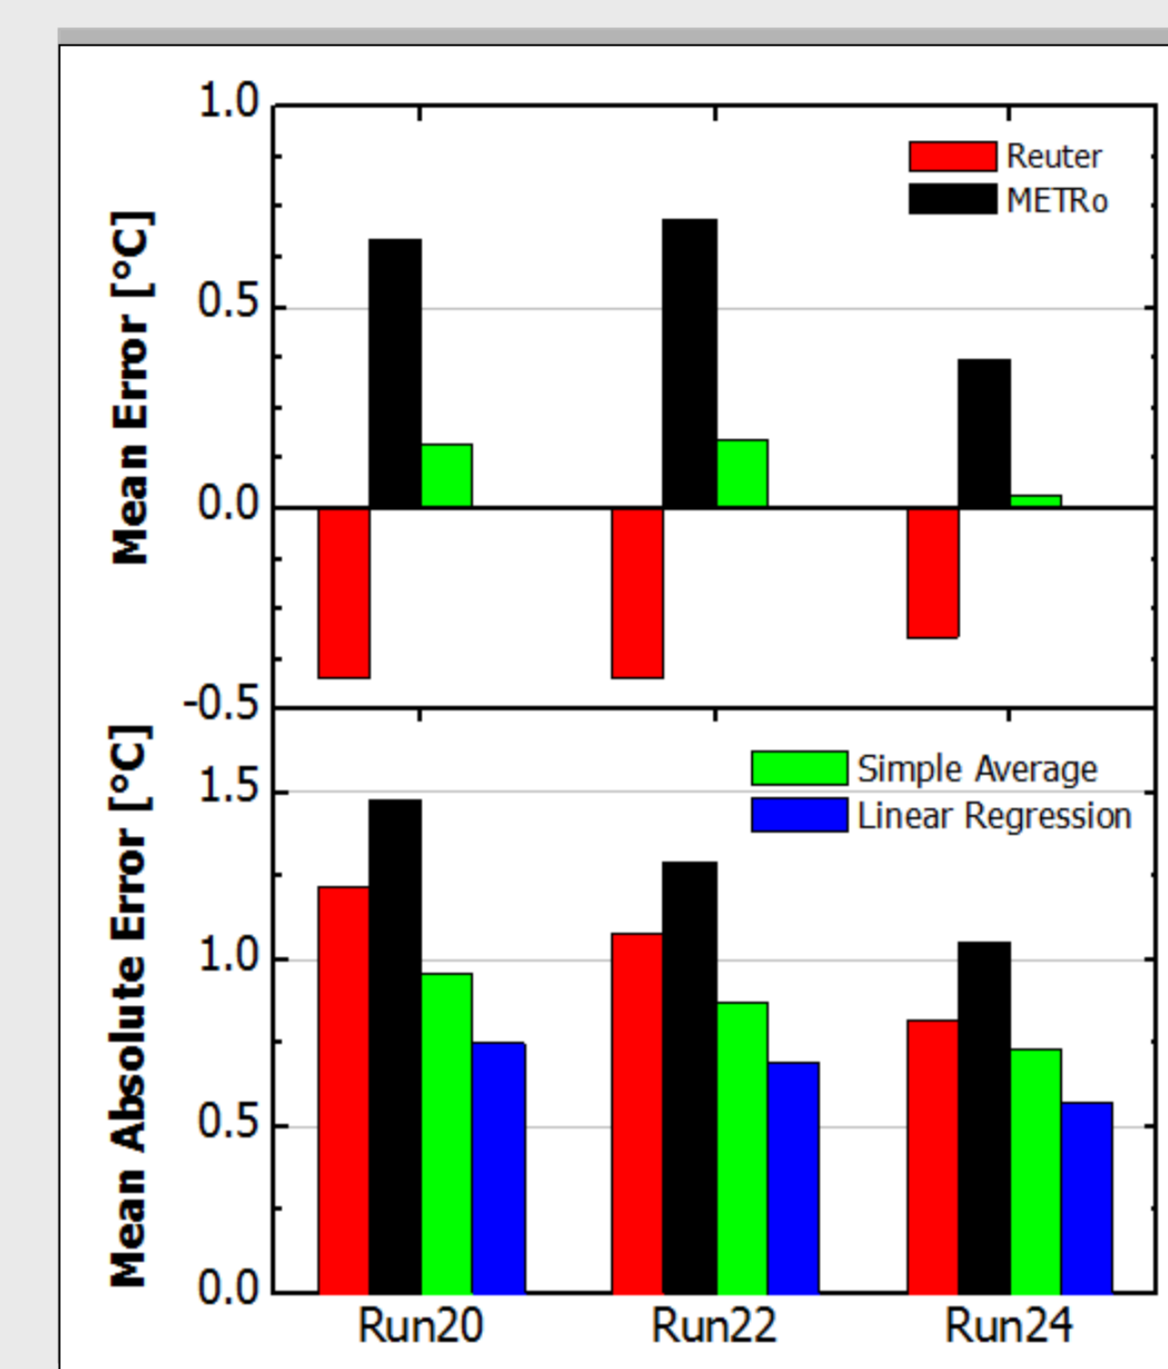 1.0
Reuter
METRo
0.5
0.0
-0.5
Mean Error [°C]
Simple Average
1.5
Linear Regression
1.0
0.5
0.0
Mean Absolute Error [°C]
Run20 Run22 Run24